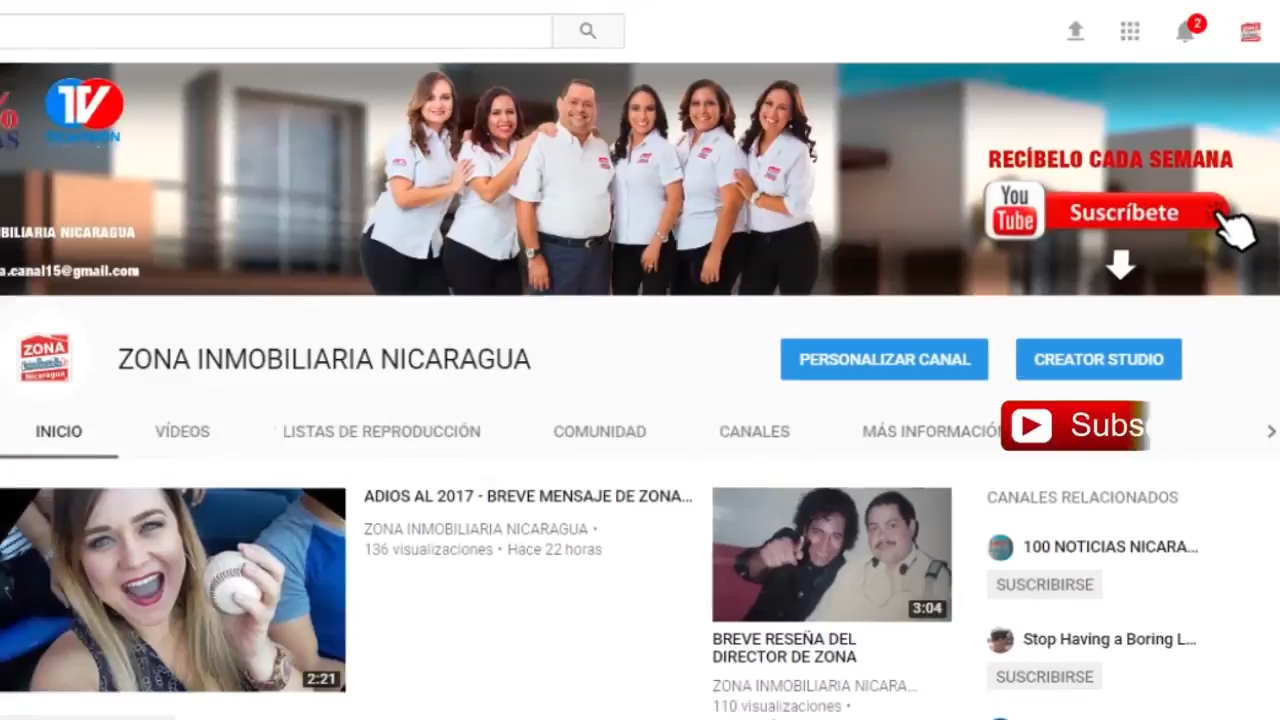 2
TV
RECÍBELO CADA SEMANA
You
Tube
Suscríbete
BILIARIA NICARAGUA
a.canal15@gmail.com
ZONA
Nicaragua
ZONA INMOBILIARIA NICARAGUA
PERSONALIZAR CANAL
CREATOR STUDIO
INICIO
VÍDEOS
LISTAS DE REPRODUCCIÓN
COMUNIDAD
CANALES
MÁS INFORMACIÓN
Subs
ADIOS AL 2017 - BREVE MENSAJE DE ZONA...
ZONA INMOBILIARIA NICARAGUA •
136 visualizaciones • Hace 22 horas
2:21
3:04
BREVE RESEÑA DEL
DIRECTOR DE ZONA
ZONA INMOBILIARIA NICARA...
110 visualizaciones •
CANALES RELACIONADOS
100 NOTICIAS NICARA...
SUSCRIBIRSE
Stop Having a Boring L...
SUSCRIBIRSE